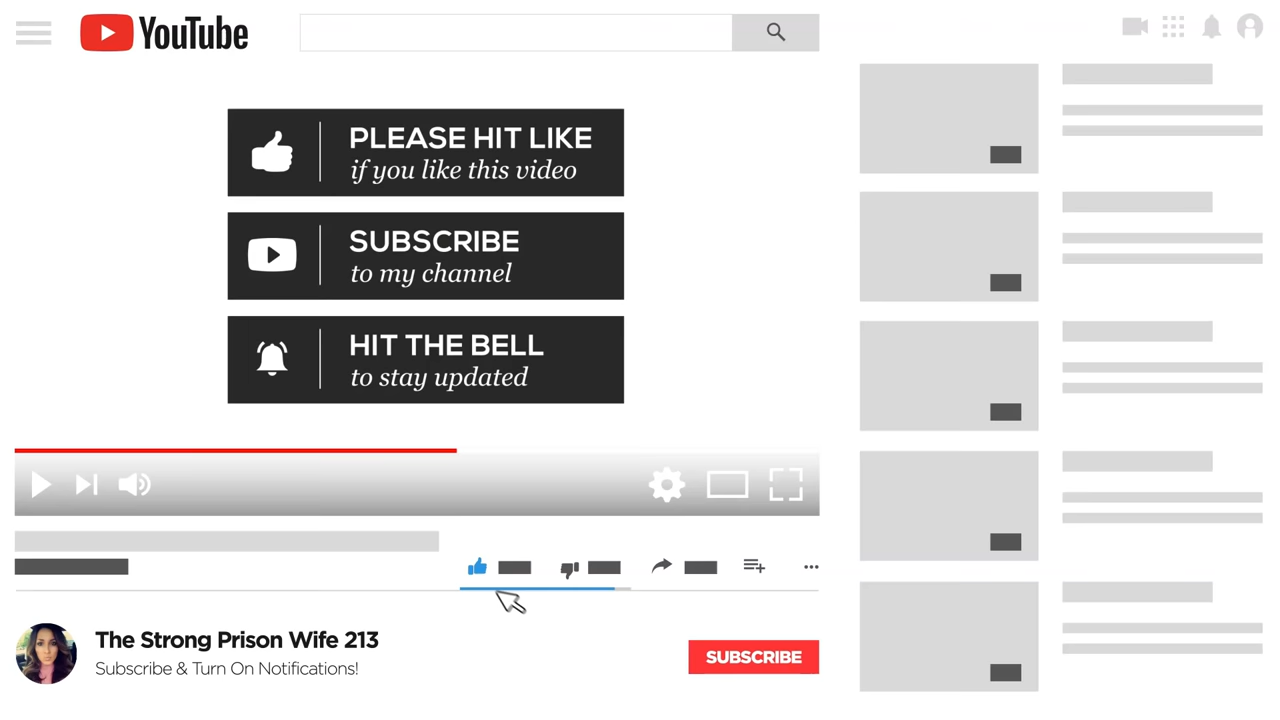 YouTube
PLEASE HIT LIKE
if you like this video
SUBSCRIBE
to my channel
HIT THE BELL
to stay updated
The Strong Prison Wife 213
Subscribe & Turn On Notifications!
SUBSCRIBE